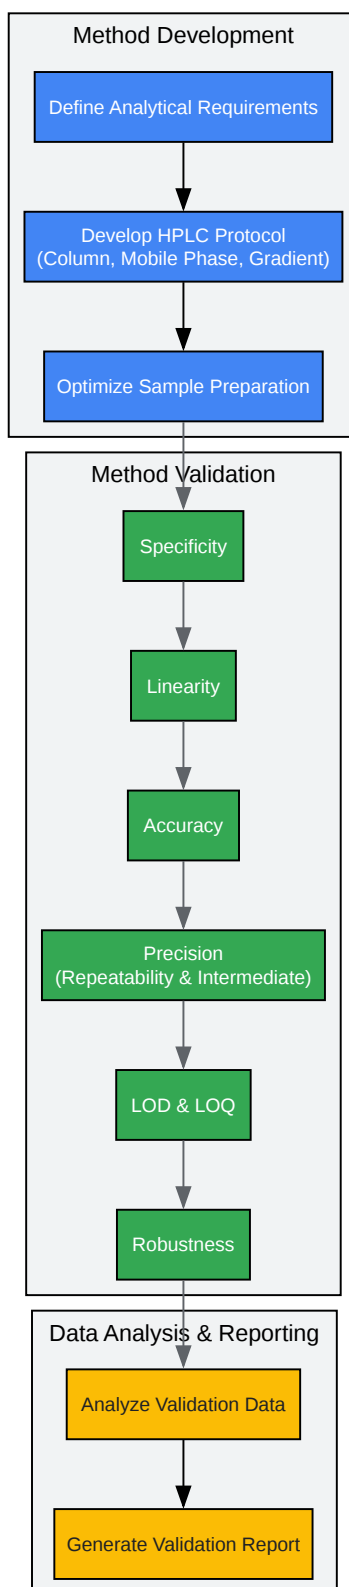 Method Development
Define Analytical Requirements
Develop HPLC Protocol
(Column, Mobile Phase, Gradient)
Optimize Sample Preparation
Method Validation
Specificity
Linearity
Accuracy
Precision
(Repeatability & Intermediate)
LOD & LOQ
Robustness
Data Analysis & Reporting
Analyze Validation Data
Generate Validation Report